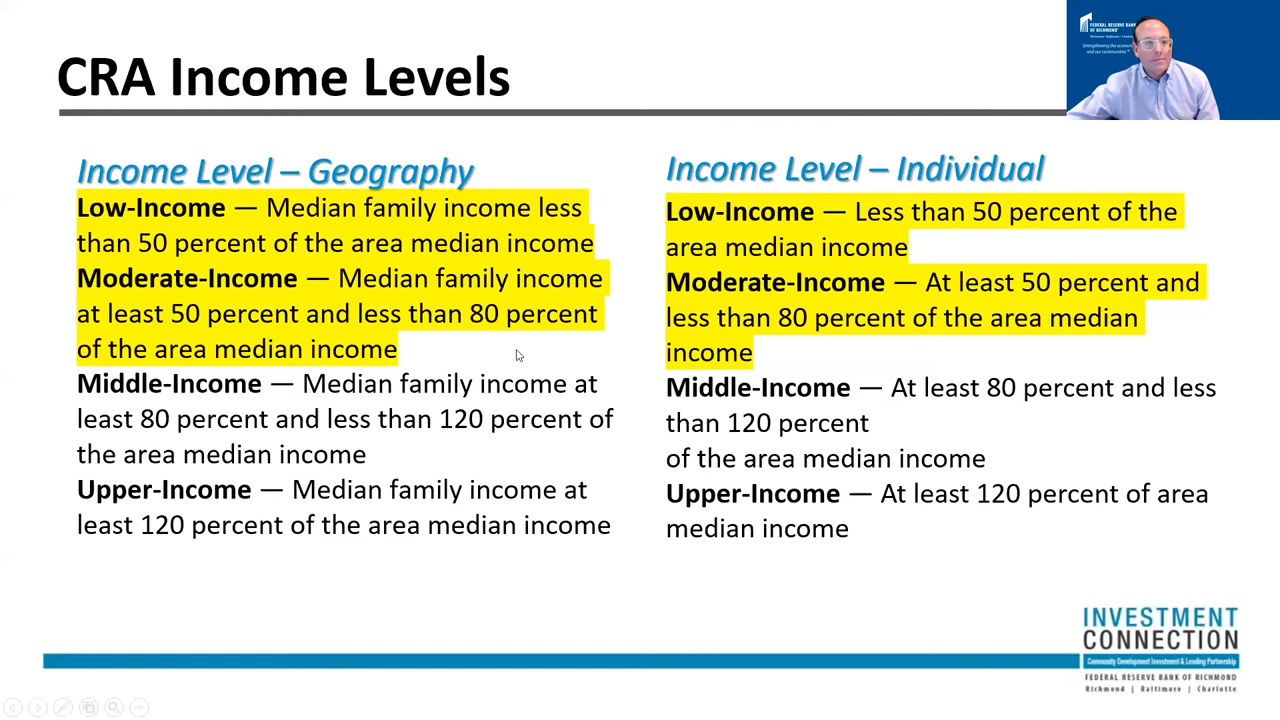 CRA Income Levels
FEDERAL RESERVE BANK
OF RICHMOND
Income Level – Geography
Low-Income — Median family income less
than 50 percent of the area median income
Moderate-Income — Median family income
at least 50 percent and less than 80 percent
of the area median income
Middle-Income — Median family income at
least 80 percent and less than 120 percent of
the area median income
Upper-Income — Median family income at
least 120 percent of the area median income
Income Level – Individual
Low-Income — Less than 50 percent of the
area median income
Moderate-Income — At least 50 percent and
less than 80 percent of the area median
income
Middle-Income — At least 80 percent and less
than 120 percent
of the area median income
Upper-Income — At least 120 percent of area
median income
INVESTMENT
CONNECTION
Community Development Investment & Lending Partnership
FEDERAL RESERVE BANK OF RICHMOND
Richmond | Baltimore | Charlotte